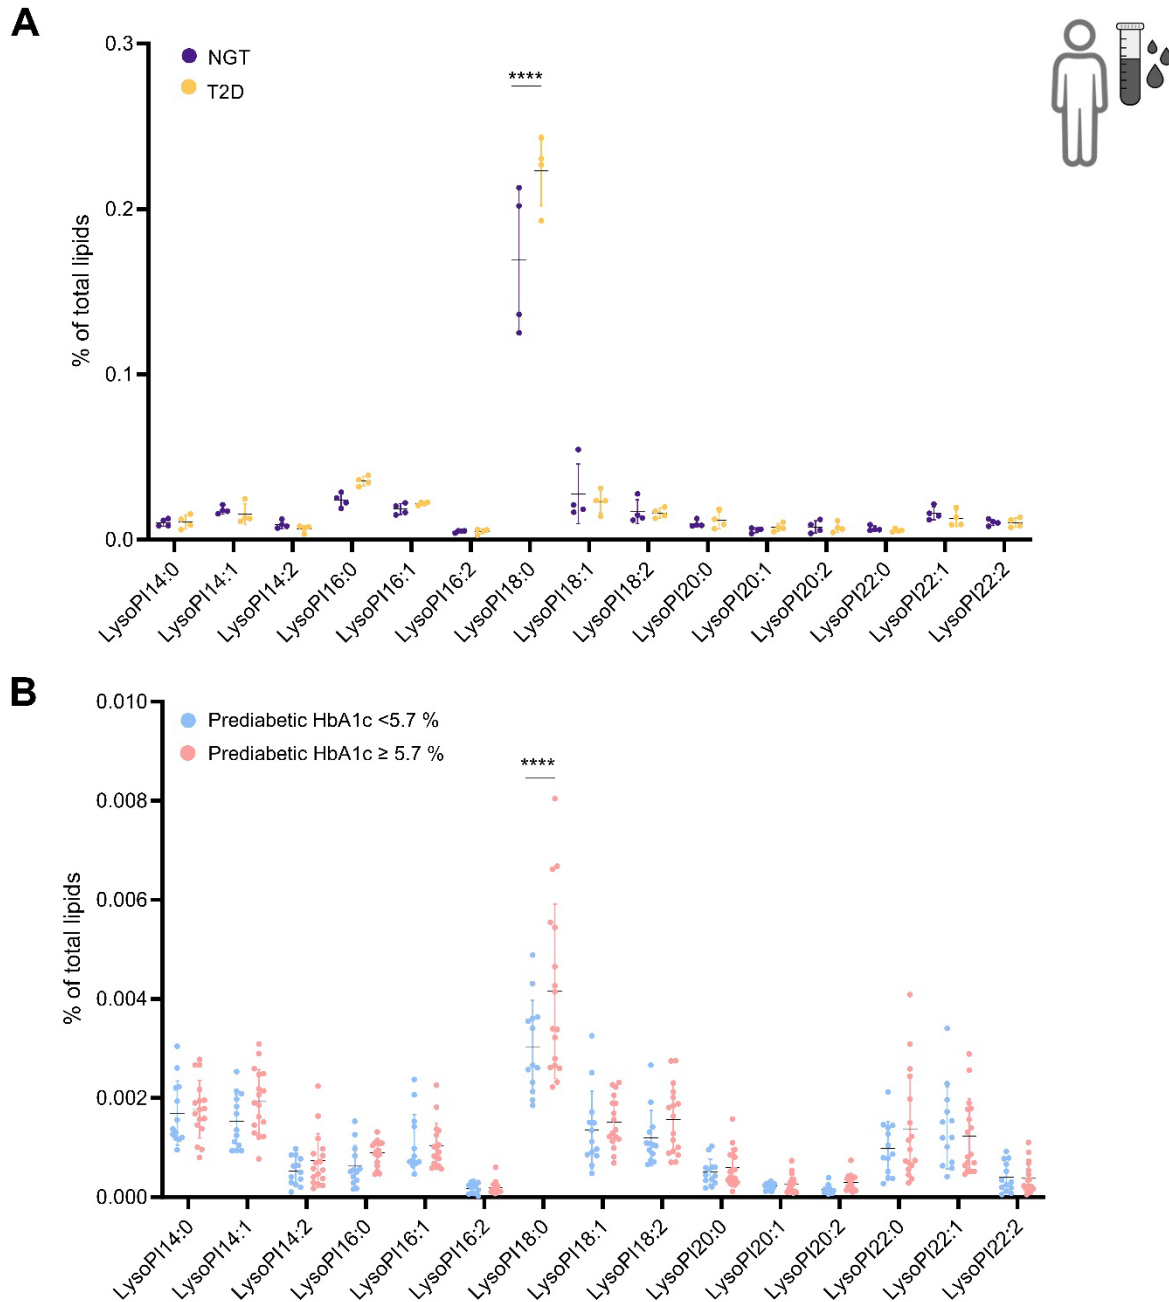 A
NGT
T2D
****
0.3
0.2
0.1
0.0
% of total lipids
LysoPI14:0
LysoPI14:1
LysoPI14:2
LysoPI16:0
LysoPI16:1
LysoPI16:2
LysoPI18:0
LysoPI18:1
LysoPI18:2
LysoPI20:0
LysoPI20:1
LysoPI20:2
LysoPI22:0
LysoPI22:1
LysoPI22:2
B
Prediabetic HbA1c <5.7 %
Prediabetic HbA1c ≥ 5.7 %
****
0.010
0.008
0.006
0.004
0.002
0.000
% of total lipids
LysoPI14:0
LysoPI14:1
LysoPI14:2
LysoPI16:0
LysoPI16:1
LysoPI16:2
LysoPI18:0
LysoPI18:1
LysoPI18:2
LysoPI20:0
LysoPI20:1
LysoPI20:2
LysoPI22:0
LysoPI22:1
LysoPI22:2